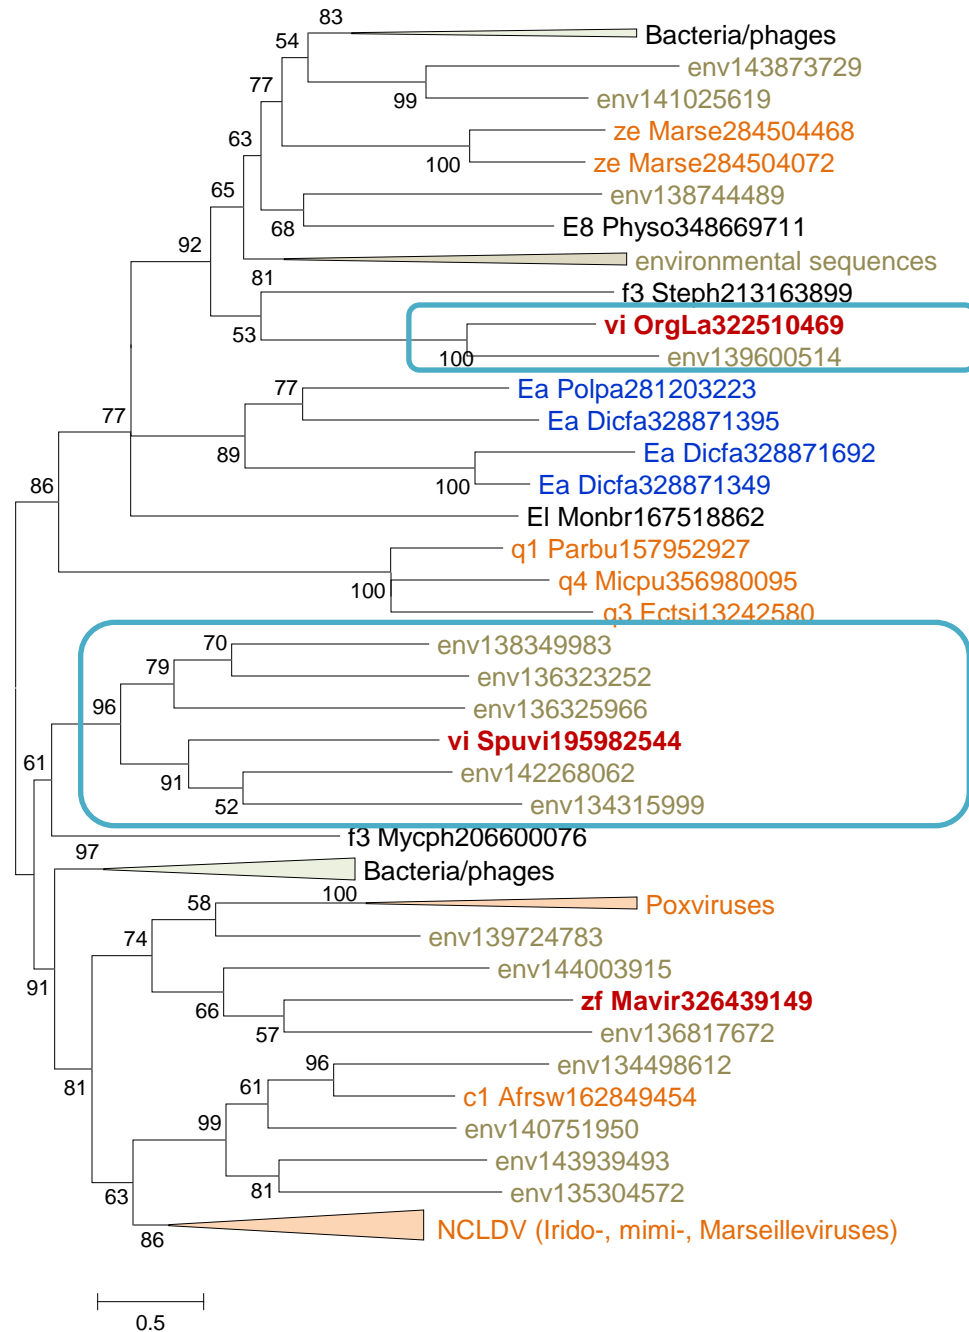 83
Bacteria/phages
54
env143873729
77
99
env141025619
ze Marse284504468
63
100
ze Marse284504072
65
env138744489
68
E8 Physo348669711
92
environmental sequences
81
f3 Steph213163899
53
vi OrgLa322510469
100
env139600514
77
Ea Polpa281203223
77
Ea Dicfa328871395
89
Ea Dicfa328871692
86
100
Ea Dicfa328871349
El Monbr167518862
q1 Parbu157952927
100
q4 Micpu356980095
q3 Ectsi13242580
70
env138349983
79
env136323252
96
env136325966
vi Spuvi195982544
61
91
env142268062
52
env134315999
f3 Mycph206600076
97
Bacteria/phages
100
58
Poxviruses
74
env139724783
91
env144003915
66
zf Mavir326439149
57
env136817672
96
env134498612
81
61
c1 Afrsw162849454
99
env140751950
env143939493
63
81
env135304572
86
NCLDV (Irido-, mimi-, Marseilleviruses)
0.5